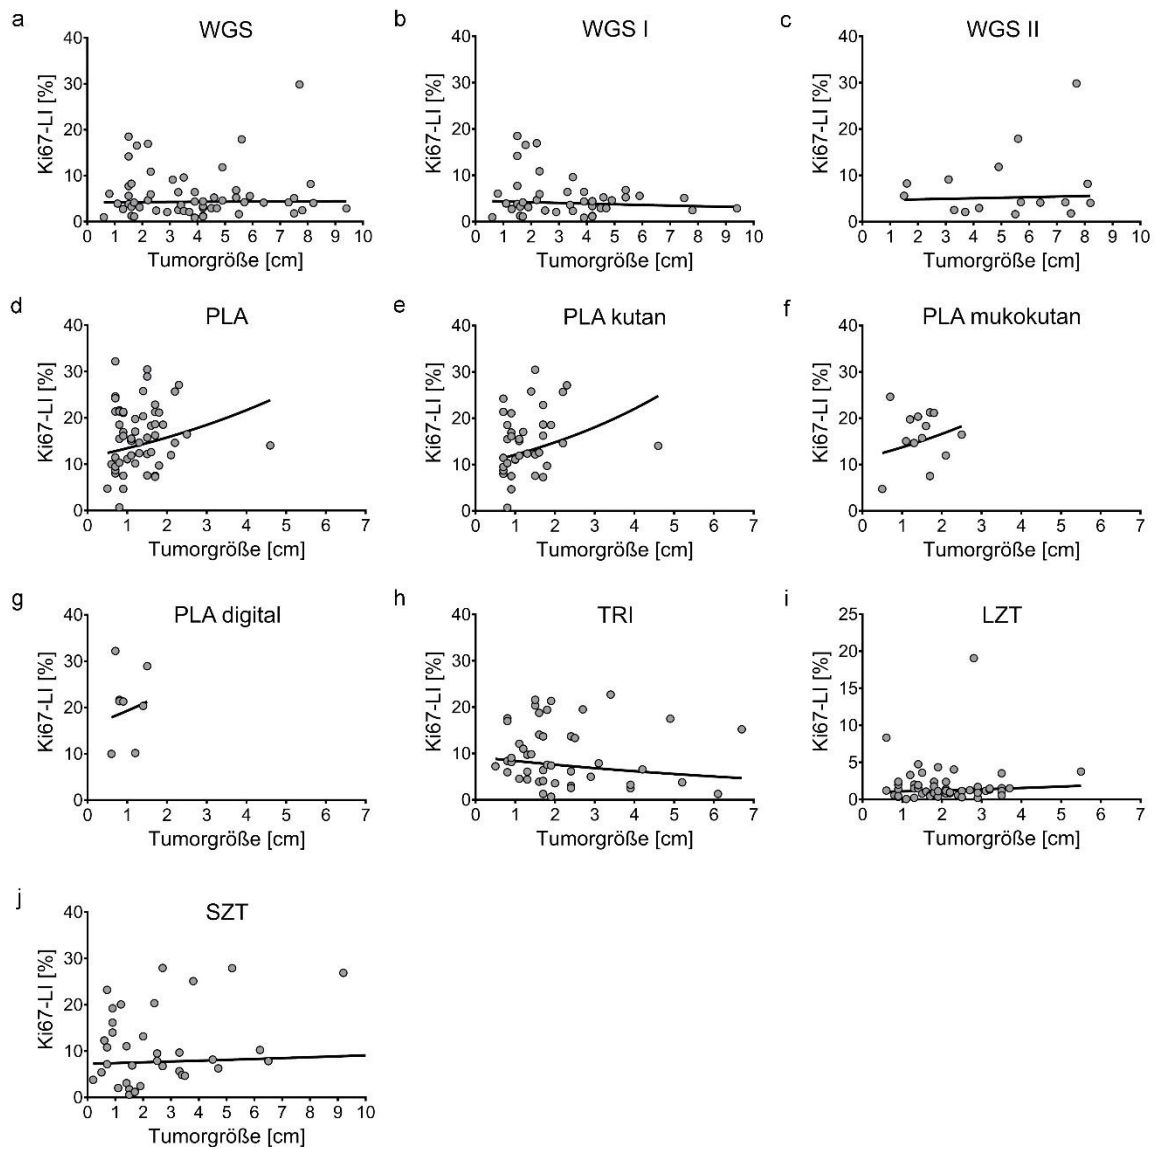 a
WGS
Ki67-LI [%]
40
30
20
10
0
0 1 2 3 4 5 6 7 8 9 10
Tumorgröße [cm]
b
WGS I
Ki67-LI [%]
40
30
20
10
0
0 1 2 3 4 5 6 7 8 9 10
Tumorgröße [cm]
c
WGS II
Ki67-LI [%]
40
30
20
10
0
0 1 2 3 4 5 6 7 8 9 10
Tumorgröße [cm]
d
PLA
Ki67-LI [%]
40
30
20
10
0
0 1 2 3 4 5 6 7
Tumorgröße [cm]
e
PLA kutan
Ki67-LI [%]
40
30
20
10
0
0 1 2 3 4 5 6 7
Tumorgröße [cm]
f
PLA mukokutan
Ki67-LI [%]
40
30
20
10
0
0 1 2 3 4 5 6 7
Tumorgröße [cm]
g
PLA digital
Ki67-LI [%]
40
30
20
10
0
0 1 2 3 4 5 6 7
Tumorgröße [cm]
h
TRI
Ki67-LI [%]
40
30
20
10
0
0 1 2 3 4 5 6 7
Tumorgröße [cm]
i
LZT
Ki67-LI [%]
25
20
15
10
5
0
0 1 2 3 4 5 6 7
Tumorgröße [cm]
j
SZT
Ki67-LI [%]
40
30
20
10
0
0 1 2 3 4 5 6 7 8 9 10
Tumorgröße [cm]